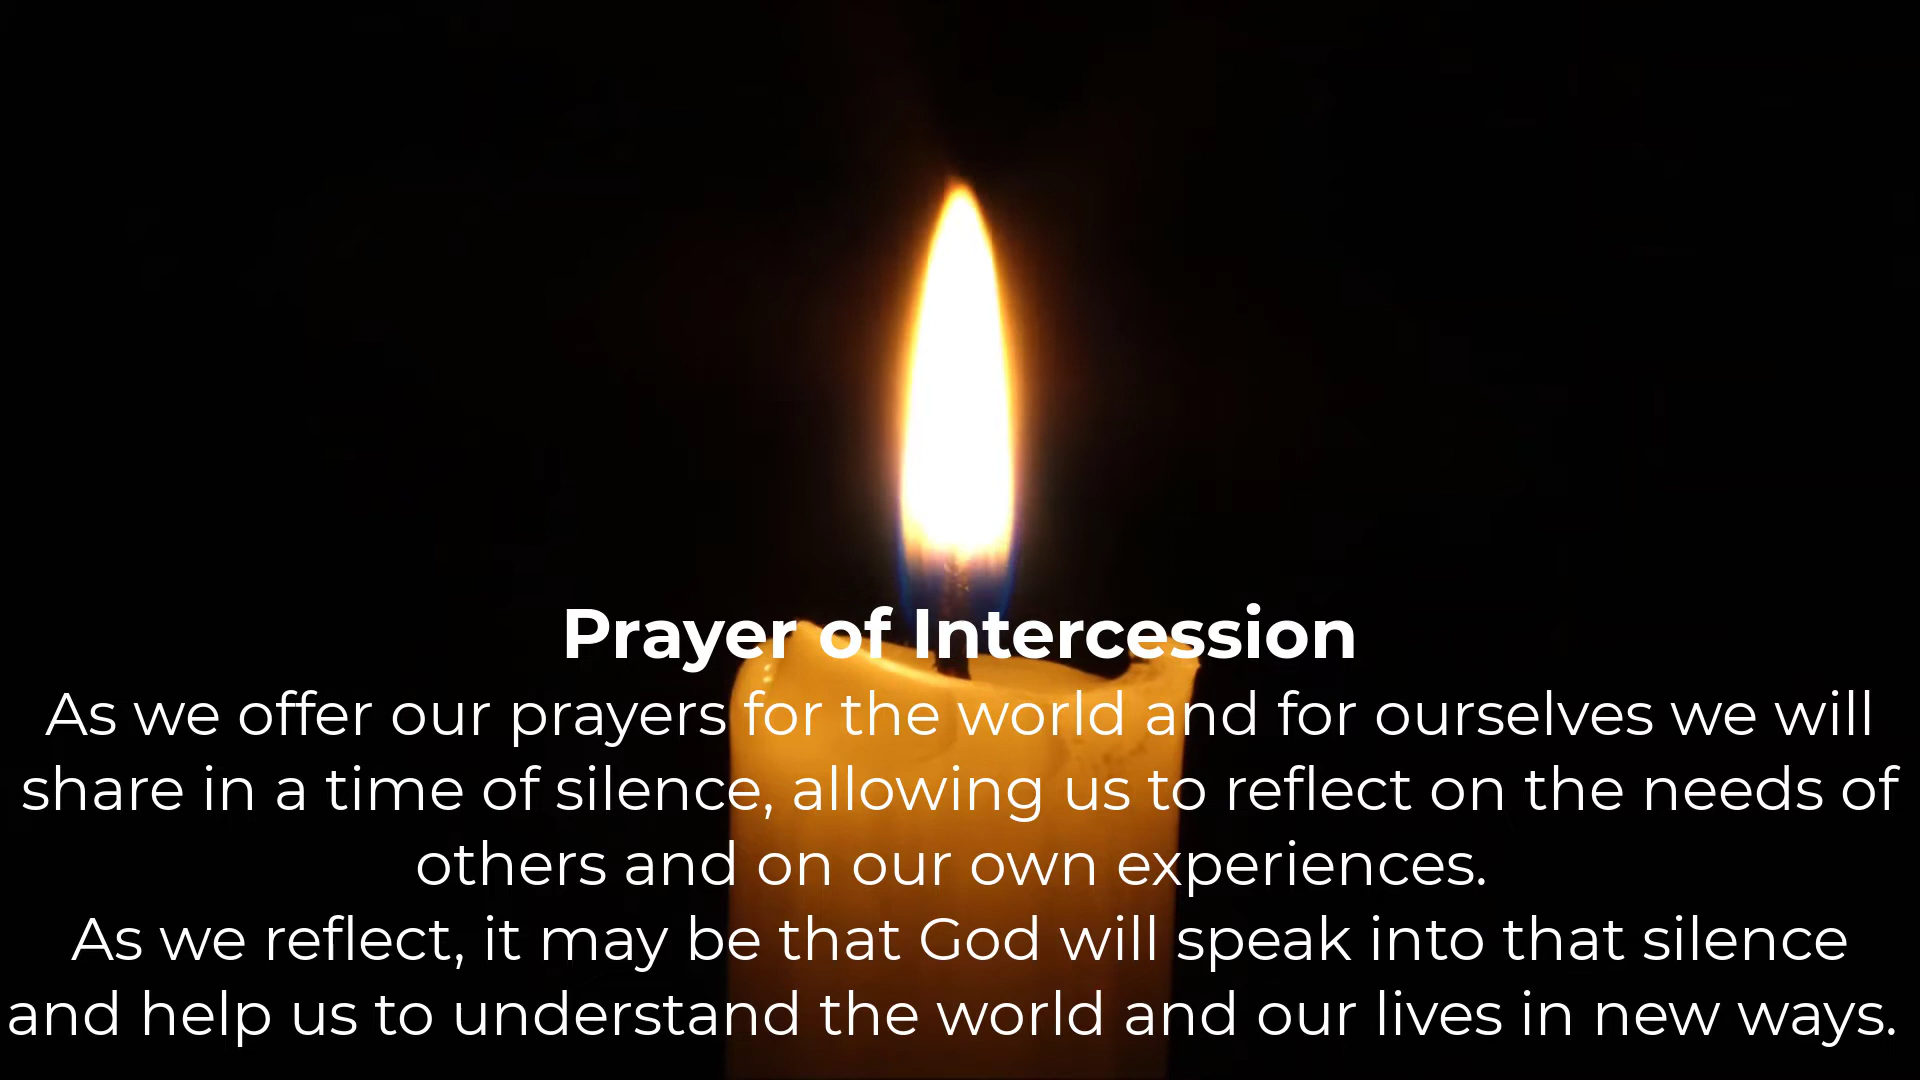 Prayer of Intercession
As we offer our prayers for the world and for ourselves we will
share in a time of silence, allowing us to reflect on the needs of
others and on our own experiences.
As we reflect, it may be that God will speak into that silence
and help us to understand the world and our lives in new ways.